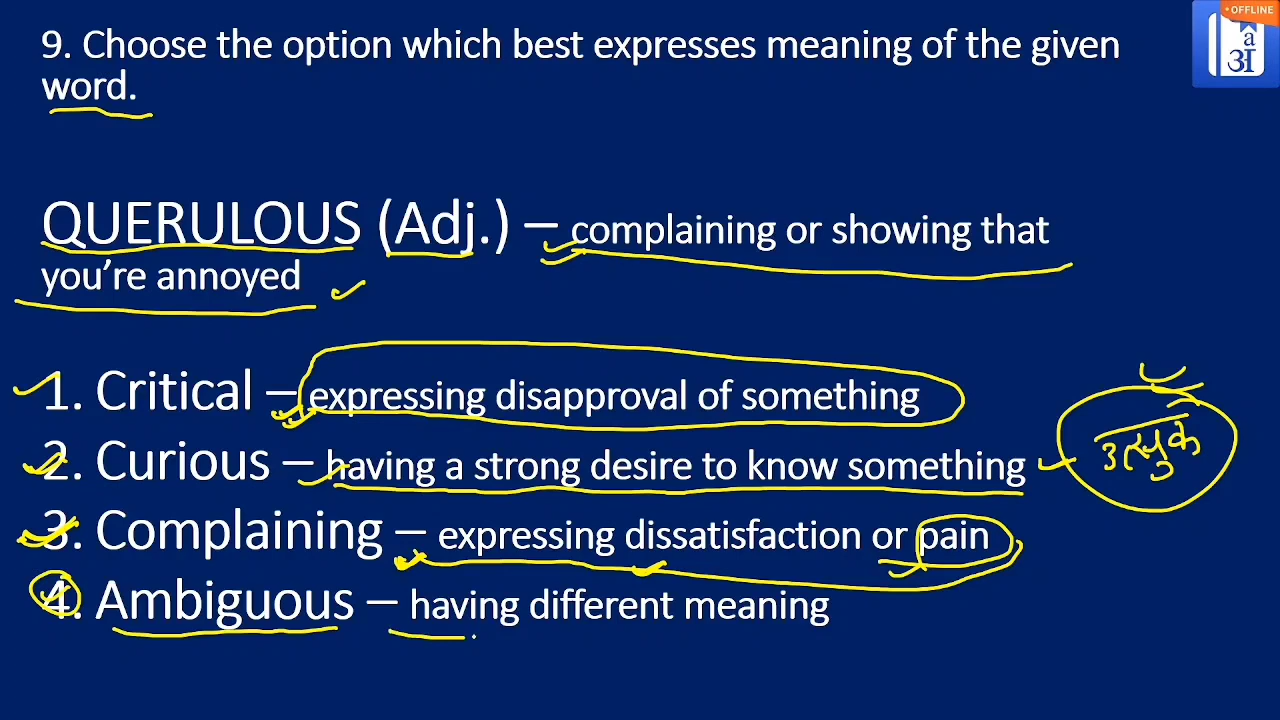 OFFLINE
a
अ
9. Choose the option which best expresses meaning of the given
word.
QUERULOUS (Adj.) – complaining or showing that
you’re annoyed
1. Critical – expressing disapproval of something
2. Curious – having a strong desire to know something
उत्सुक
3. Complaining – expressing dissatisfaction or pain
4. Ambiguous – having different meaning